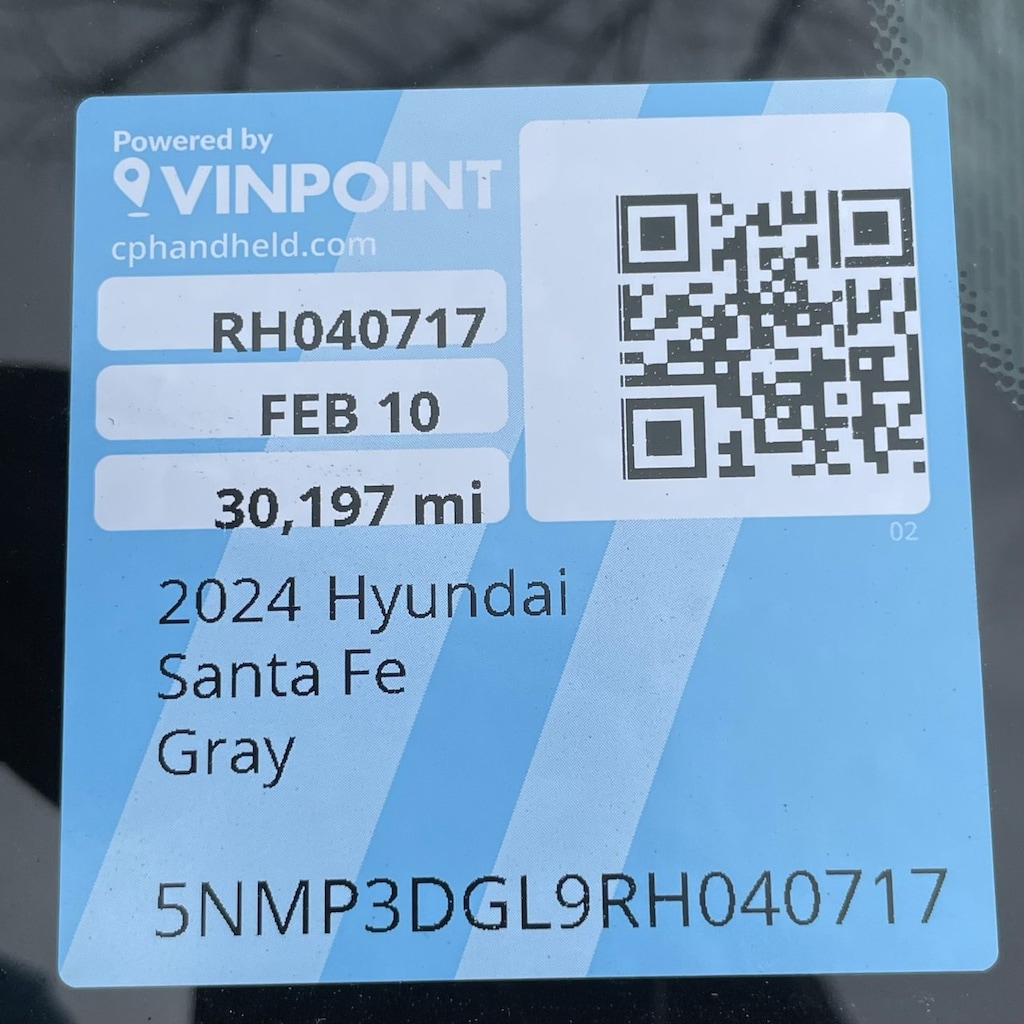 Powered by
VINPOINT
cphandheld.com
RH040717
FEB 10
30,197 mi
02
2024 Hyundai
Santa Fe
Gray
5NMP3DGL9RH040717